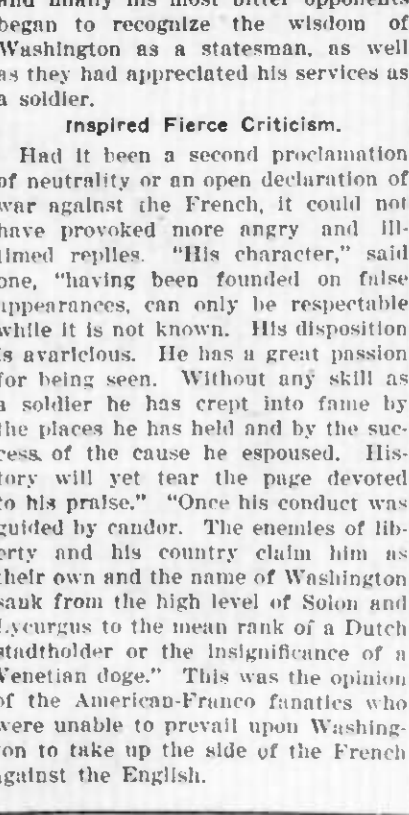 and finally his most bitter opponents
began to recognize the wisdom of
Washington as a statesman, as well
as they had appreciated his services as
a soldier.
Inspired Fierce Criticism.
Had it been a second proclamation
of neutrality or an open declaration of
war against the French, it could not
have provoked more angry and ill-
timed replies. "His character," said
one, "having been founded on false
appearances, can only be respectable
while it is not known. His disposition
is avaricious. He has a great passion
for being seen. Without any skill as
a soldier he has crept into fame by
the places he has held and by the suc-
cess of the cause he espoused. His-
tory will yet tear the page devoted
to his praise." "Once his conduct was
guided by candor. The enemies of lib-
erty and his country claim him as
their own and the name of Washington
sank from the high level of Solon and
Lycurgus to the mean rank of a Dutch
stadtholder or the insignificance of a
Venetian doge." This was the opinion
of the American-Franco fanatics who
were unable to prevail upon Washing-
ton to take up the side of the French
against the English.